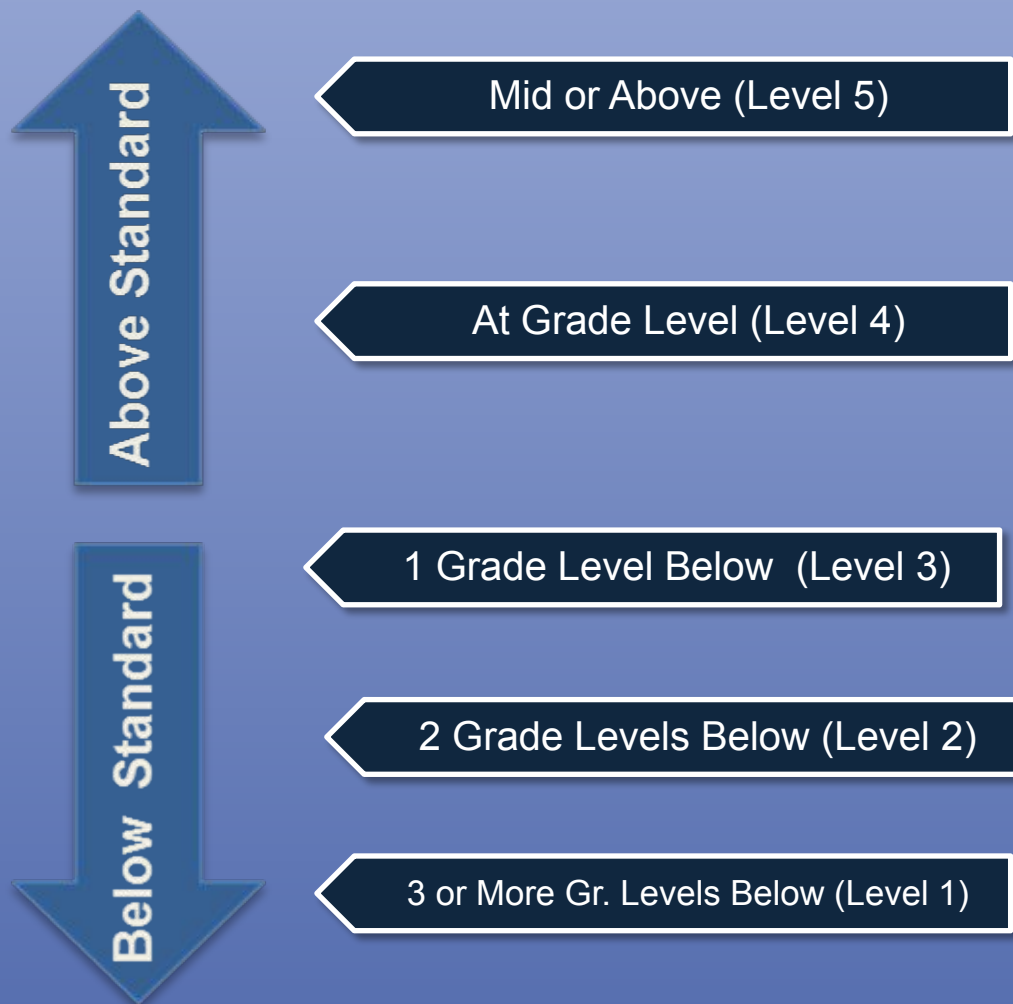 Above Standard
Mid or Above (Level 5)
At Grade Level (Level 4)
Below Standard
1 Grade Level Below (Level 3)
2 Grade Levels Below (Level 2)
3 or More Gr. Levels Below (Level 1)